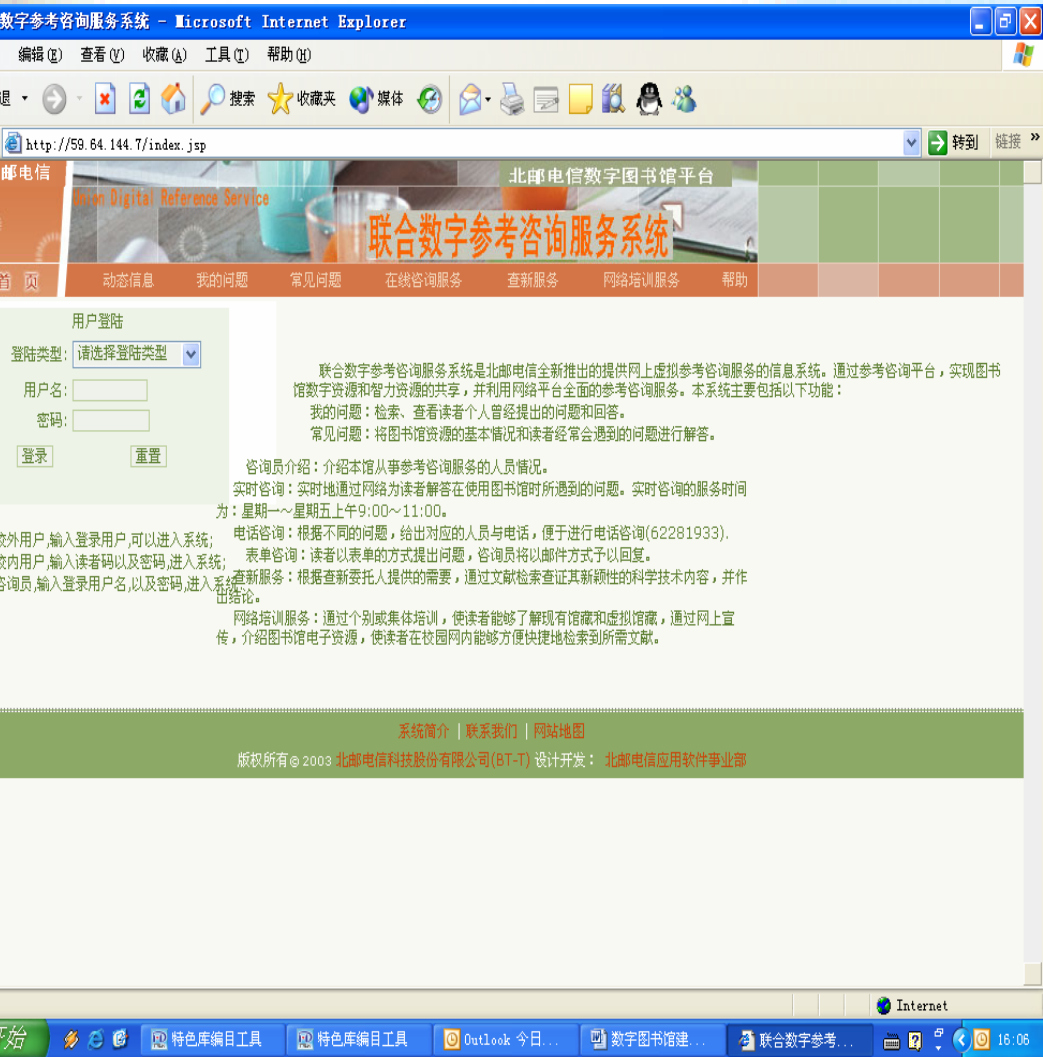 数字参考咨询服务系统 - Microsoft Internet Explorer
编辑(E) 查看(V) 收藏(A) 工具(T) 帮助(H)
退 搜索 收藏夹 媒体
http://59.64.144.7/index.jsp 转到 链接 »
邮电信
北邮电信数字图书馆平台
Union Digital Reference Service
联合数字参考咨询服务系统
首 页 动态信息 我的问题 常见问题 在线咨询服务 查新服务 网络培训服务 帮助
用户登陆
登陆类型: 请选择登陆类型
用户名:
密码:
登录 重置
校外用户,输入登录用户,可以进入系统;
校内用户,输入读者码以及密码,进入系统;
咨询员,输入登录用户名,以及密码,进入系统
联合数字参考咨询服务系统是北邮电信全新推出的提供网上虚拟参考咨询服务的信息系统。通过参考咨询平台，实现图书
馆数字资源和智力资源的共享，并利用网络平台全面的参考咨询服务。本系统主要包括以下功能：
我的问题：检索、查看读者个人曾经提出的问题和回答。
常见问题：将图书馆资源的基本情况和读者经常会遇到的问题进行解答。
咨询员介绍：介绍本馆从事参考咨询服务的人员情况。
实时咨询：实时地通过网络为读者解答在使用图书馆时所遇到的问题。实时咨询的服务时间
为：星期一～星期五上午9:00～11:00。
电话咨询：根据不同的问题，给出对应的人员与电话，便于进行电话咨询(62281933).
表单咨询：读者以表单的方式提出问题，咨询员将以邮件方式予以回复。
查新服务：根据查新委托人提供的需要，通过文献检索查证其新颖性的科学技术内容，并作
出结论。
网络培训服务：通过个别或集体培训，使读者能够了解现有馆藏和虚拟馆藏，通过网上宣
传，介绍图书馆电子资源，使读者在校园网内能够方便快捷地检索到所需文献。
系统简介 | 联系我们 | 网站地图
版权所有@2003 北邮电信科技股份有限公司(BT-T) 设计开发： 北邮电信应用软件事业部
Internet
开始 特色库编目工具 特色库编目工具 Outlook 今日... 数字图书馆建... 联合数字参考... 16:06